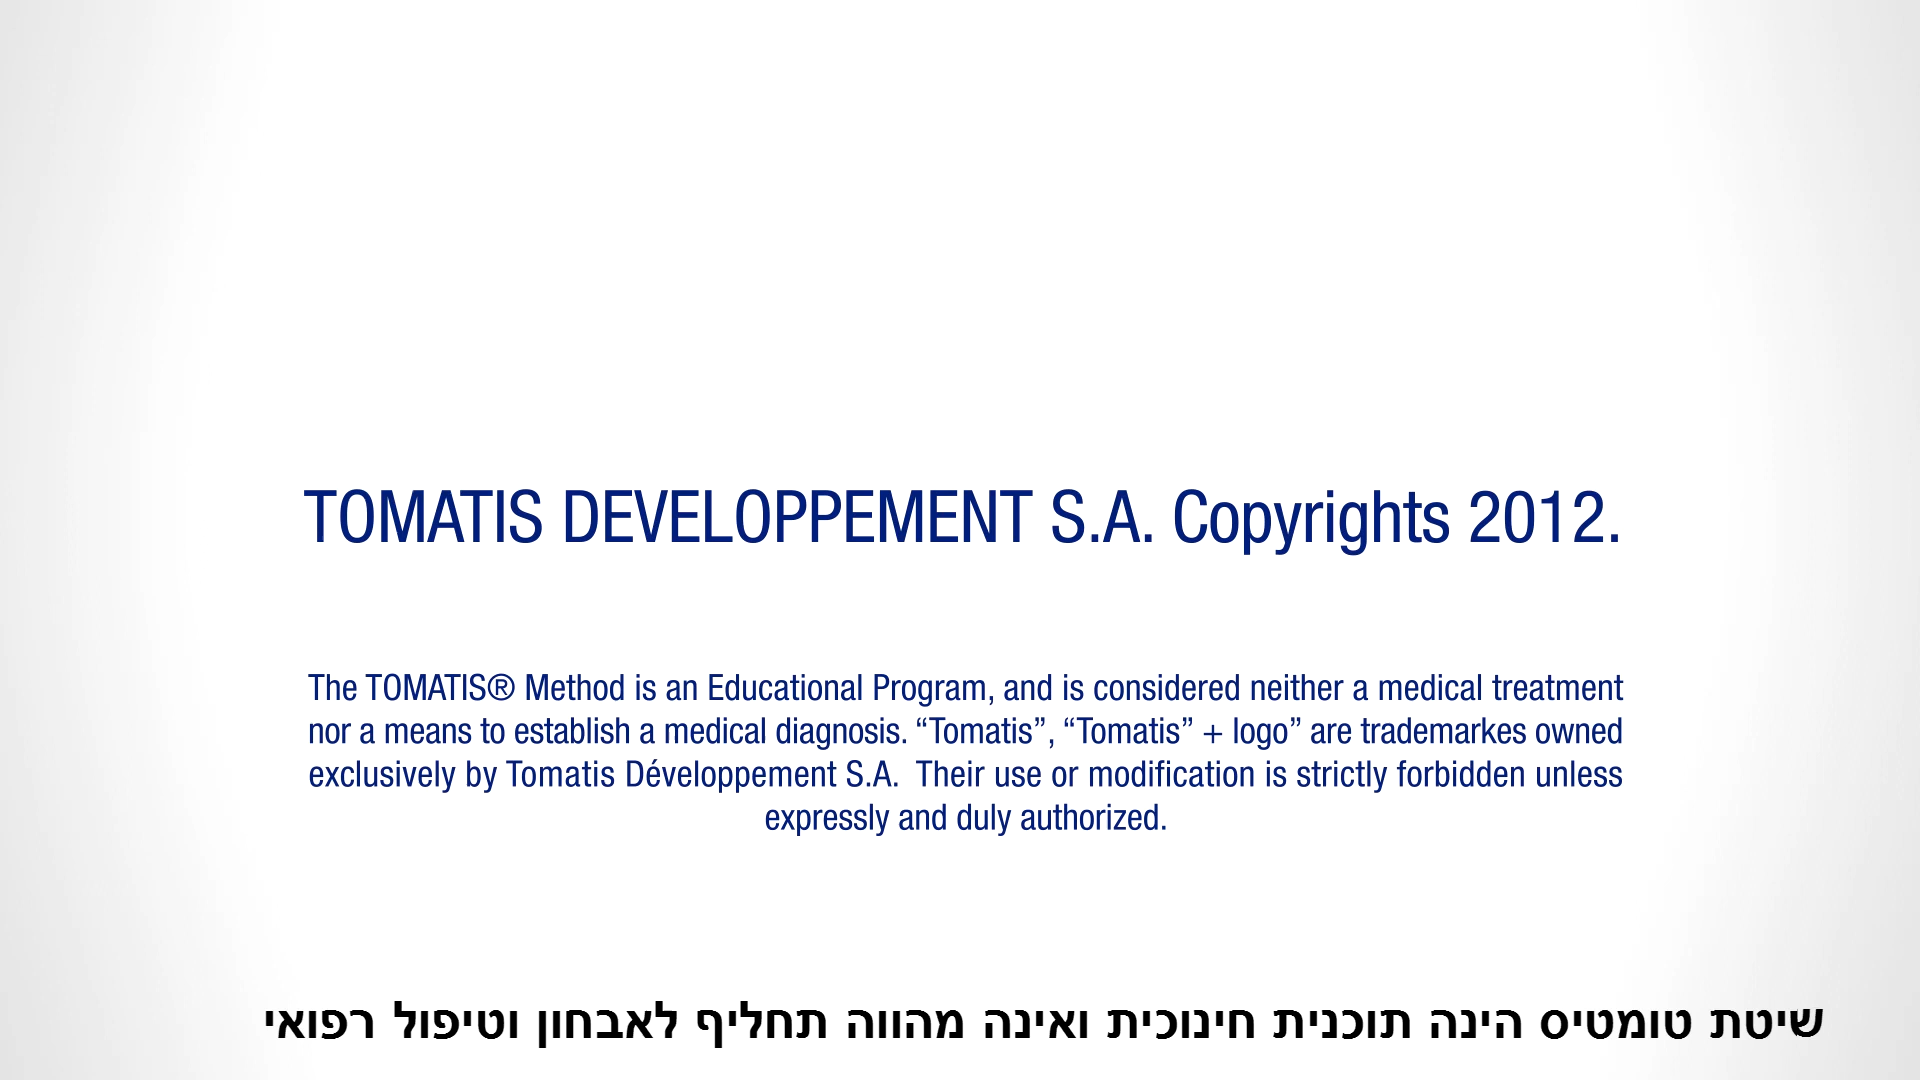 TOMATIS DEVELOPPEMENT S.A. Copyrights 2012.
The TOMATIS® Method is an Educational Program, and is considered neither a medical treatment
nor a means to establish a medical diagnosis. “Tomatis”, “Tomatis” + logo” are trademarkes owned
exclusively by Tomatis Développement S.A.  Their use or modification is strictly forbidden unless
expressly and duly authorized.
שיטת טומטיס הינה תוכנית חינוכית ואינה מהווה תחליף לאבחון וטיפול רפואי